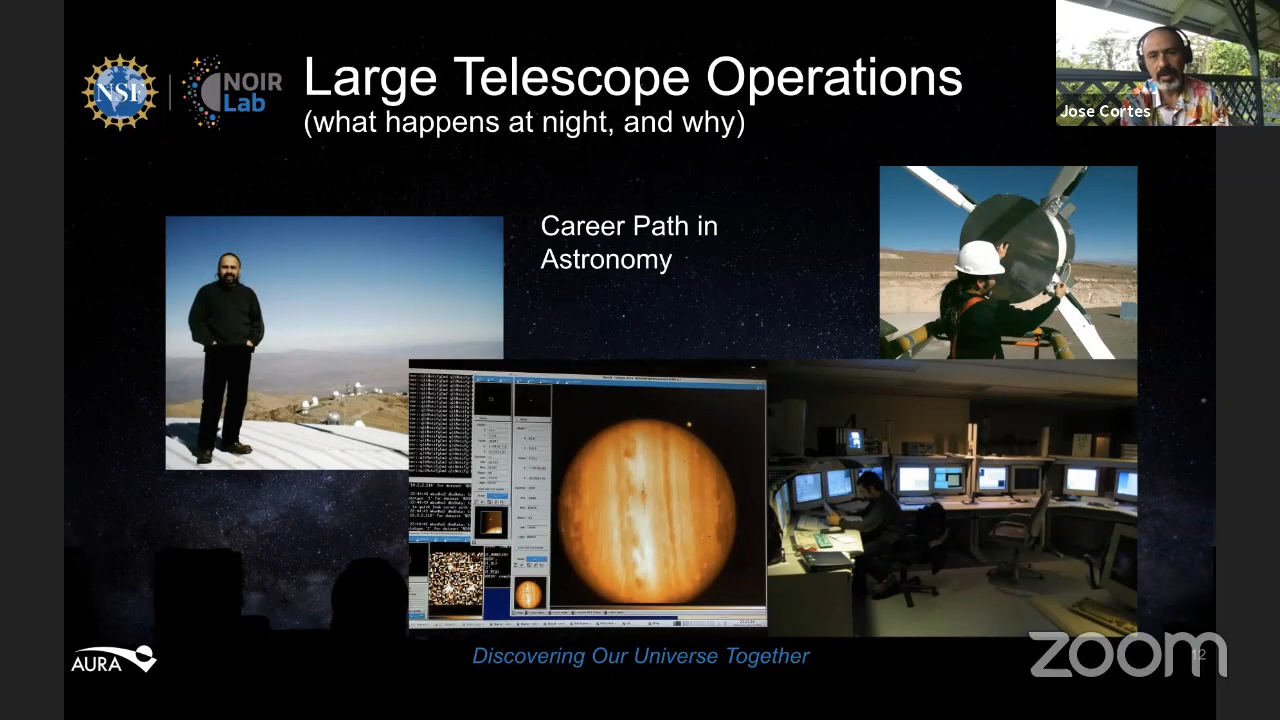 NSF
NOIR
Lab
Large Telescope Operations
(what happens at night, and why)
Jose Cortes
Career Path in
Astronomy
AURA
Discovering Our Universe Together
12
zoom